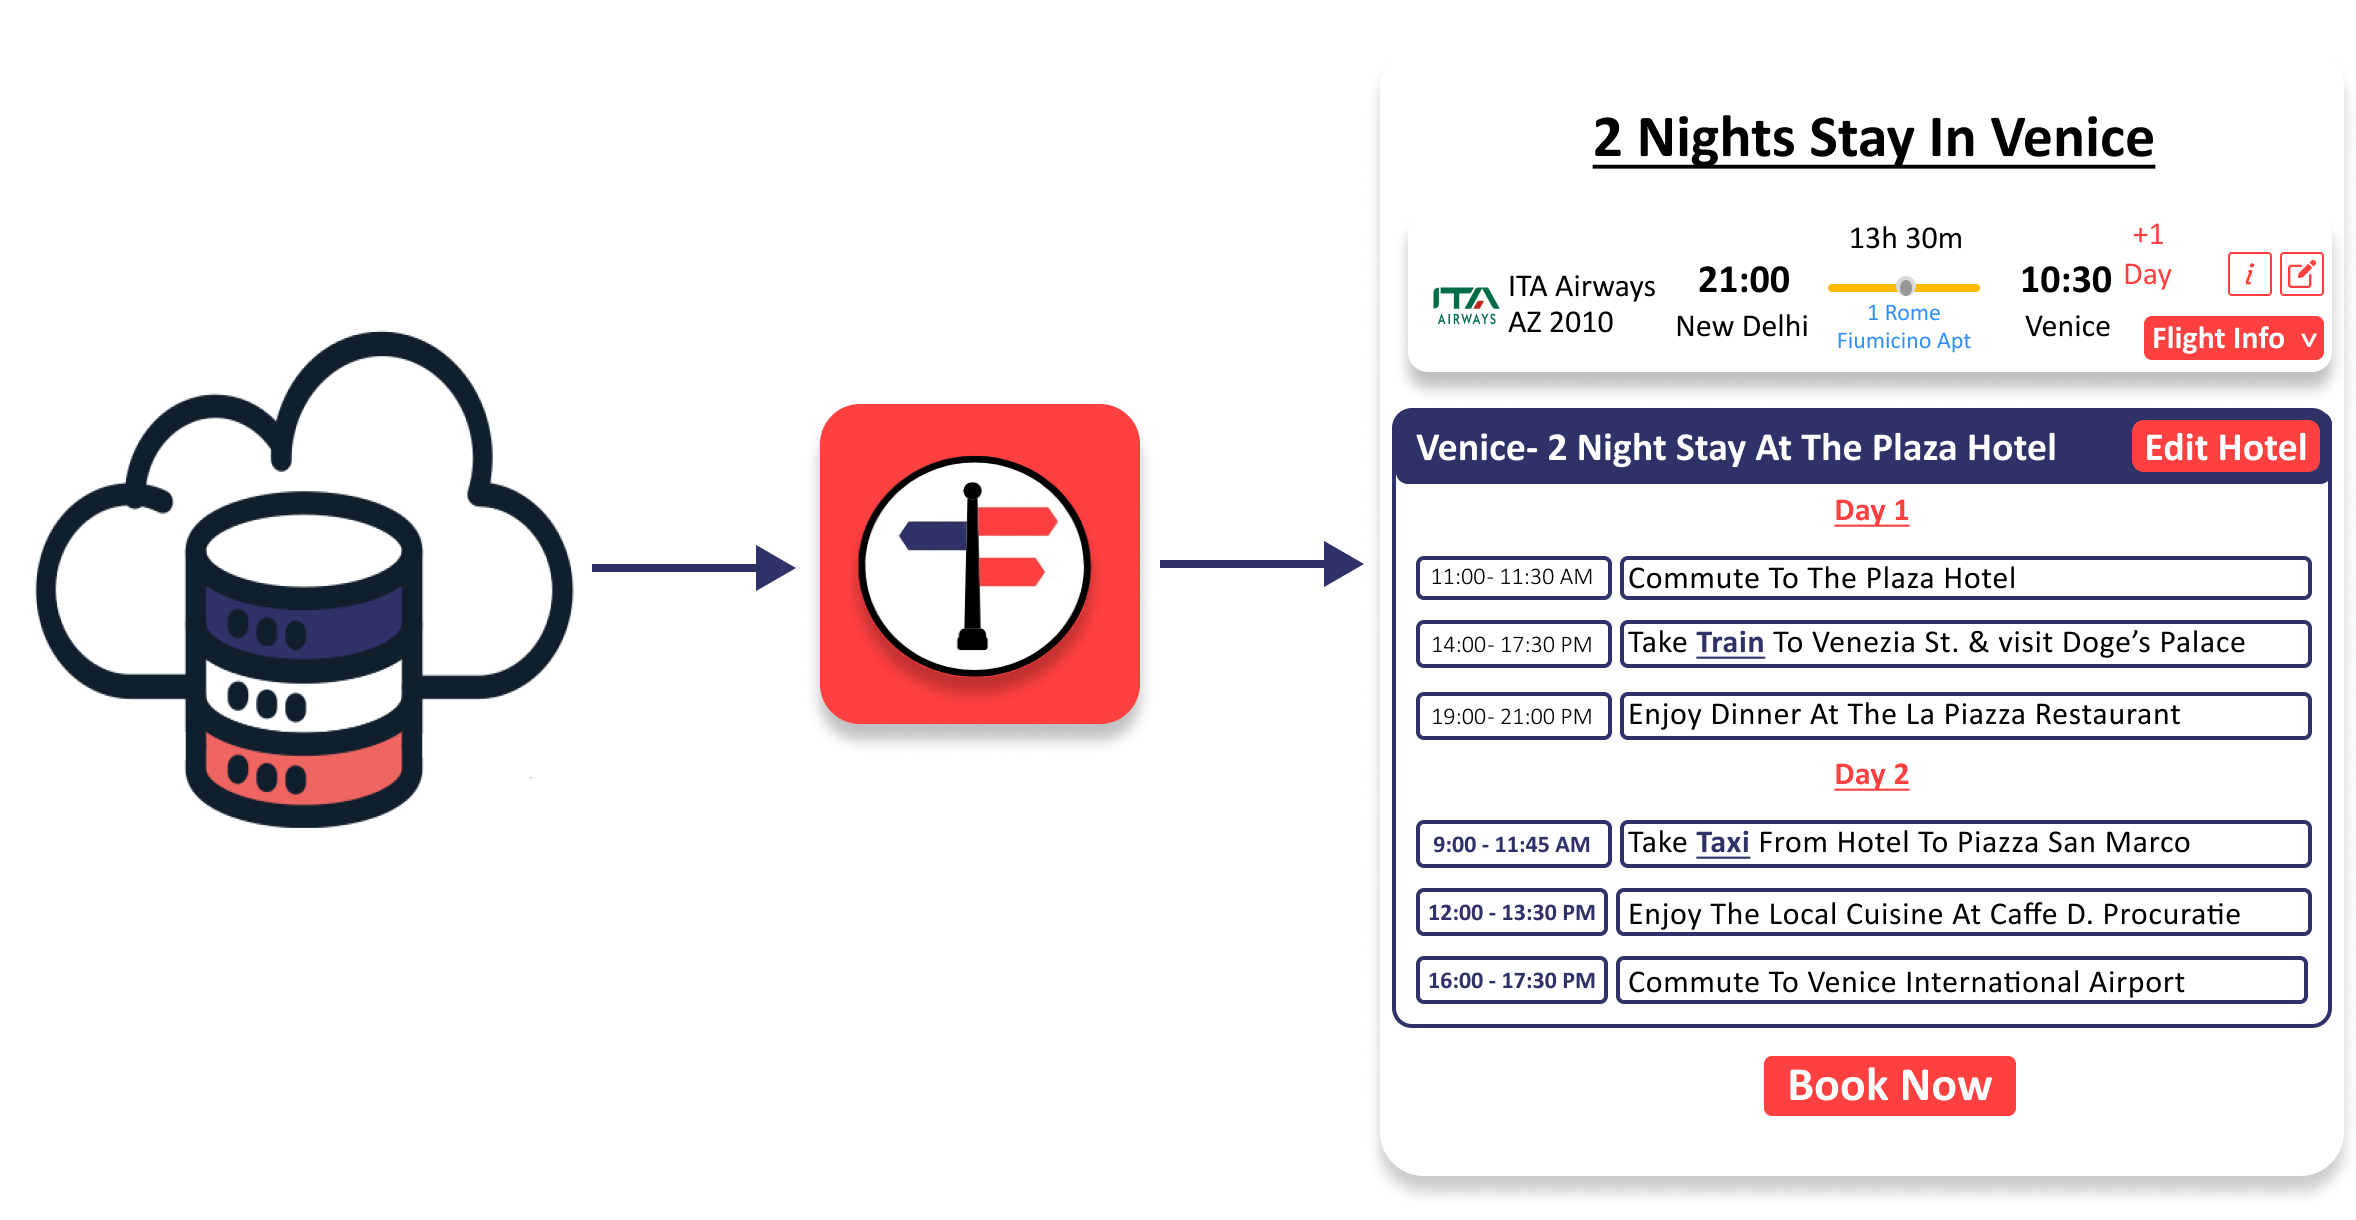 2 Nights Stay In Venice
13h 30m
+1
Day
ITA
AIRWAYS
ITA Airways
AZ 2010
21:00
New Delhi
1 Rome
Fiumicino Apt
10:30
Venice
i
Flight Info v
Venice- 2 Night Stay At The Plaza Hotel
Edit Hotel
Day 1
11:00- 11:30 AM Commute To The Plaza Hotel
14:00- 17:30 PM Take Train To Venezia St. & visit Doge’s Palace
19:00- 21:00 PM Enjoy Dinner At The La Piazza Restaurant
Day 2
9:00 - 11:45 AM Take Taxi From Hotel To Piazza San Marco
12:00 - 13:30 PM Enjoy The Local Cuisine At Caffe D. Procuratie
16:00 - 17:30 PM Commute To Venice International Airport
Book Now